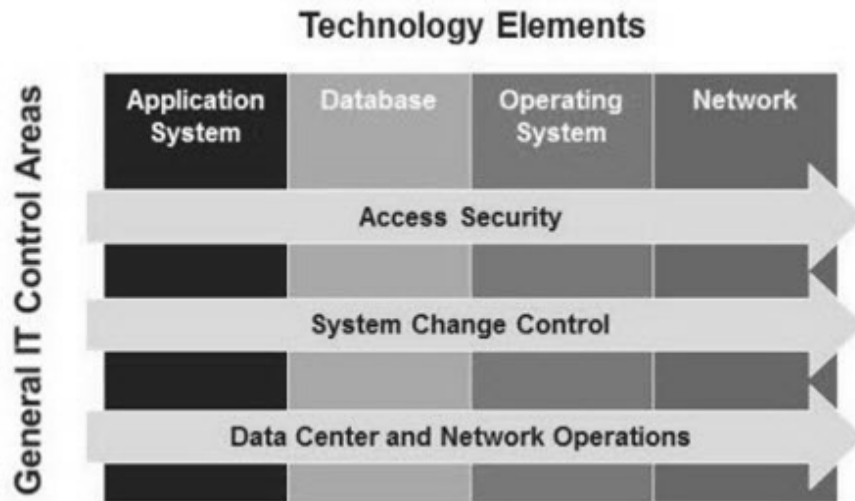 Technology Elements
General IT Control Areas
Application
System
Database
Operating
System
Network
Access Security
System Change Control
Data Center and Network Operations